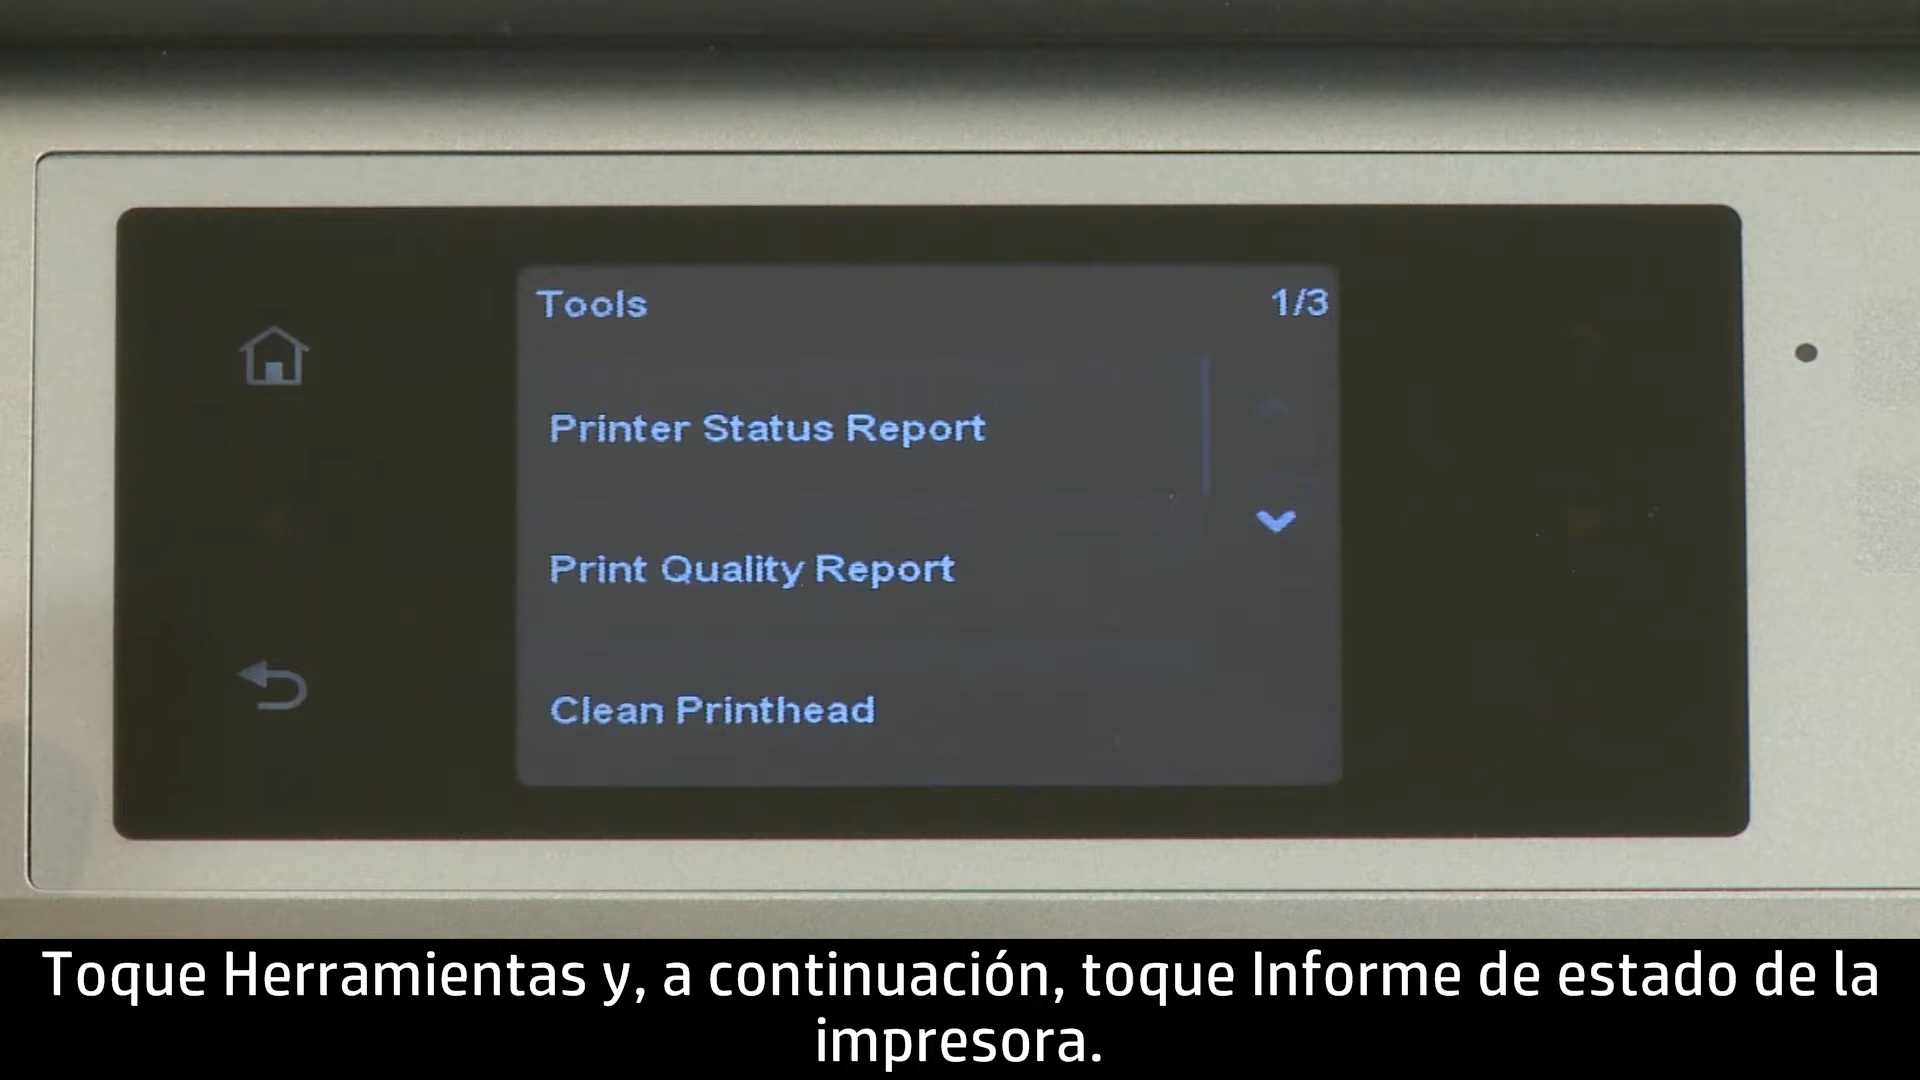 Tools
1/3
Printer Status Report
Print Quality Report
Clean Printhead
Toque Herramientas y, a continuación, toque Informe de estado de la
impresora.